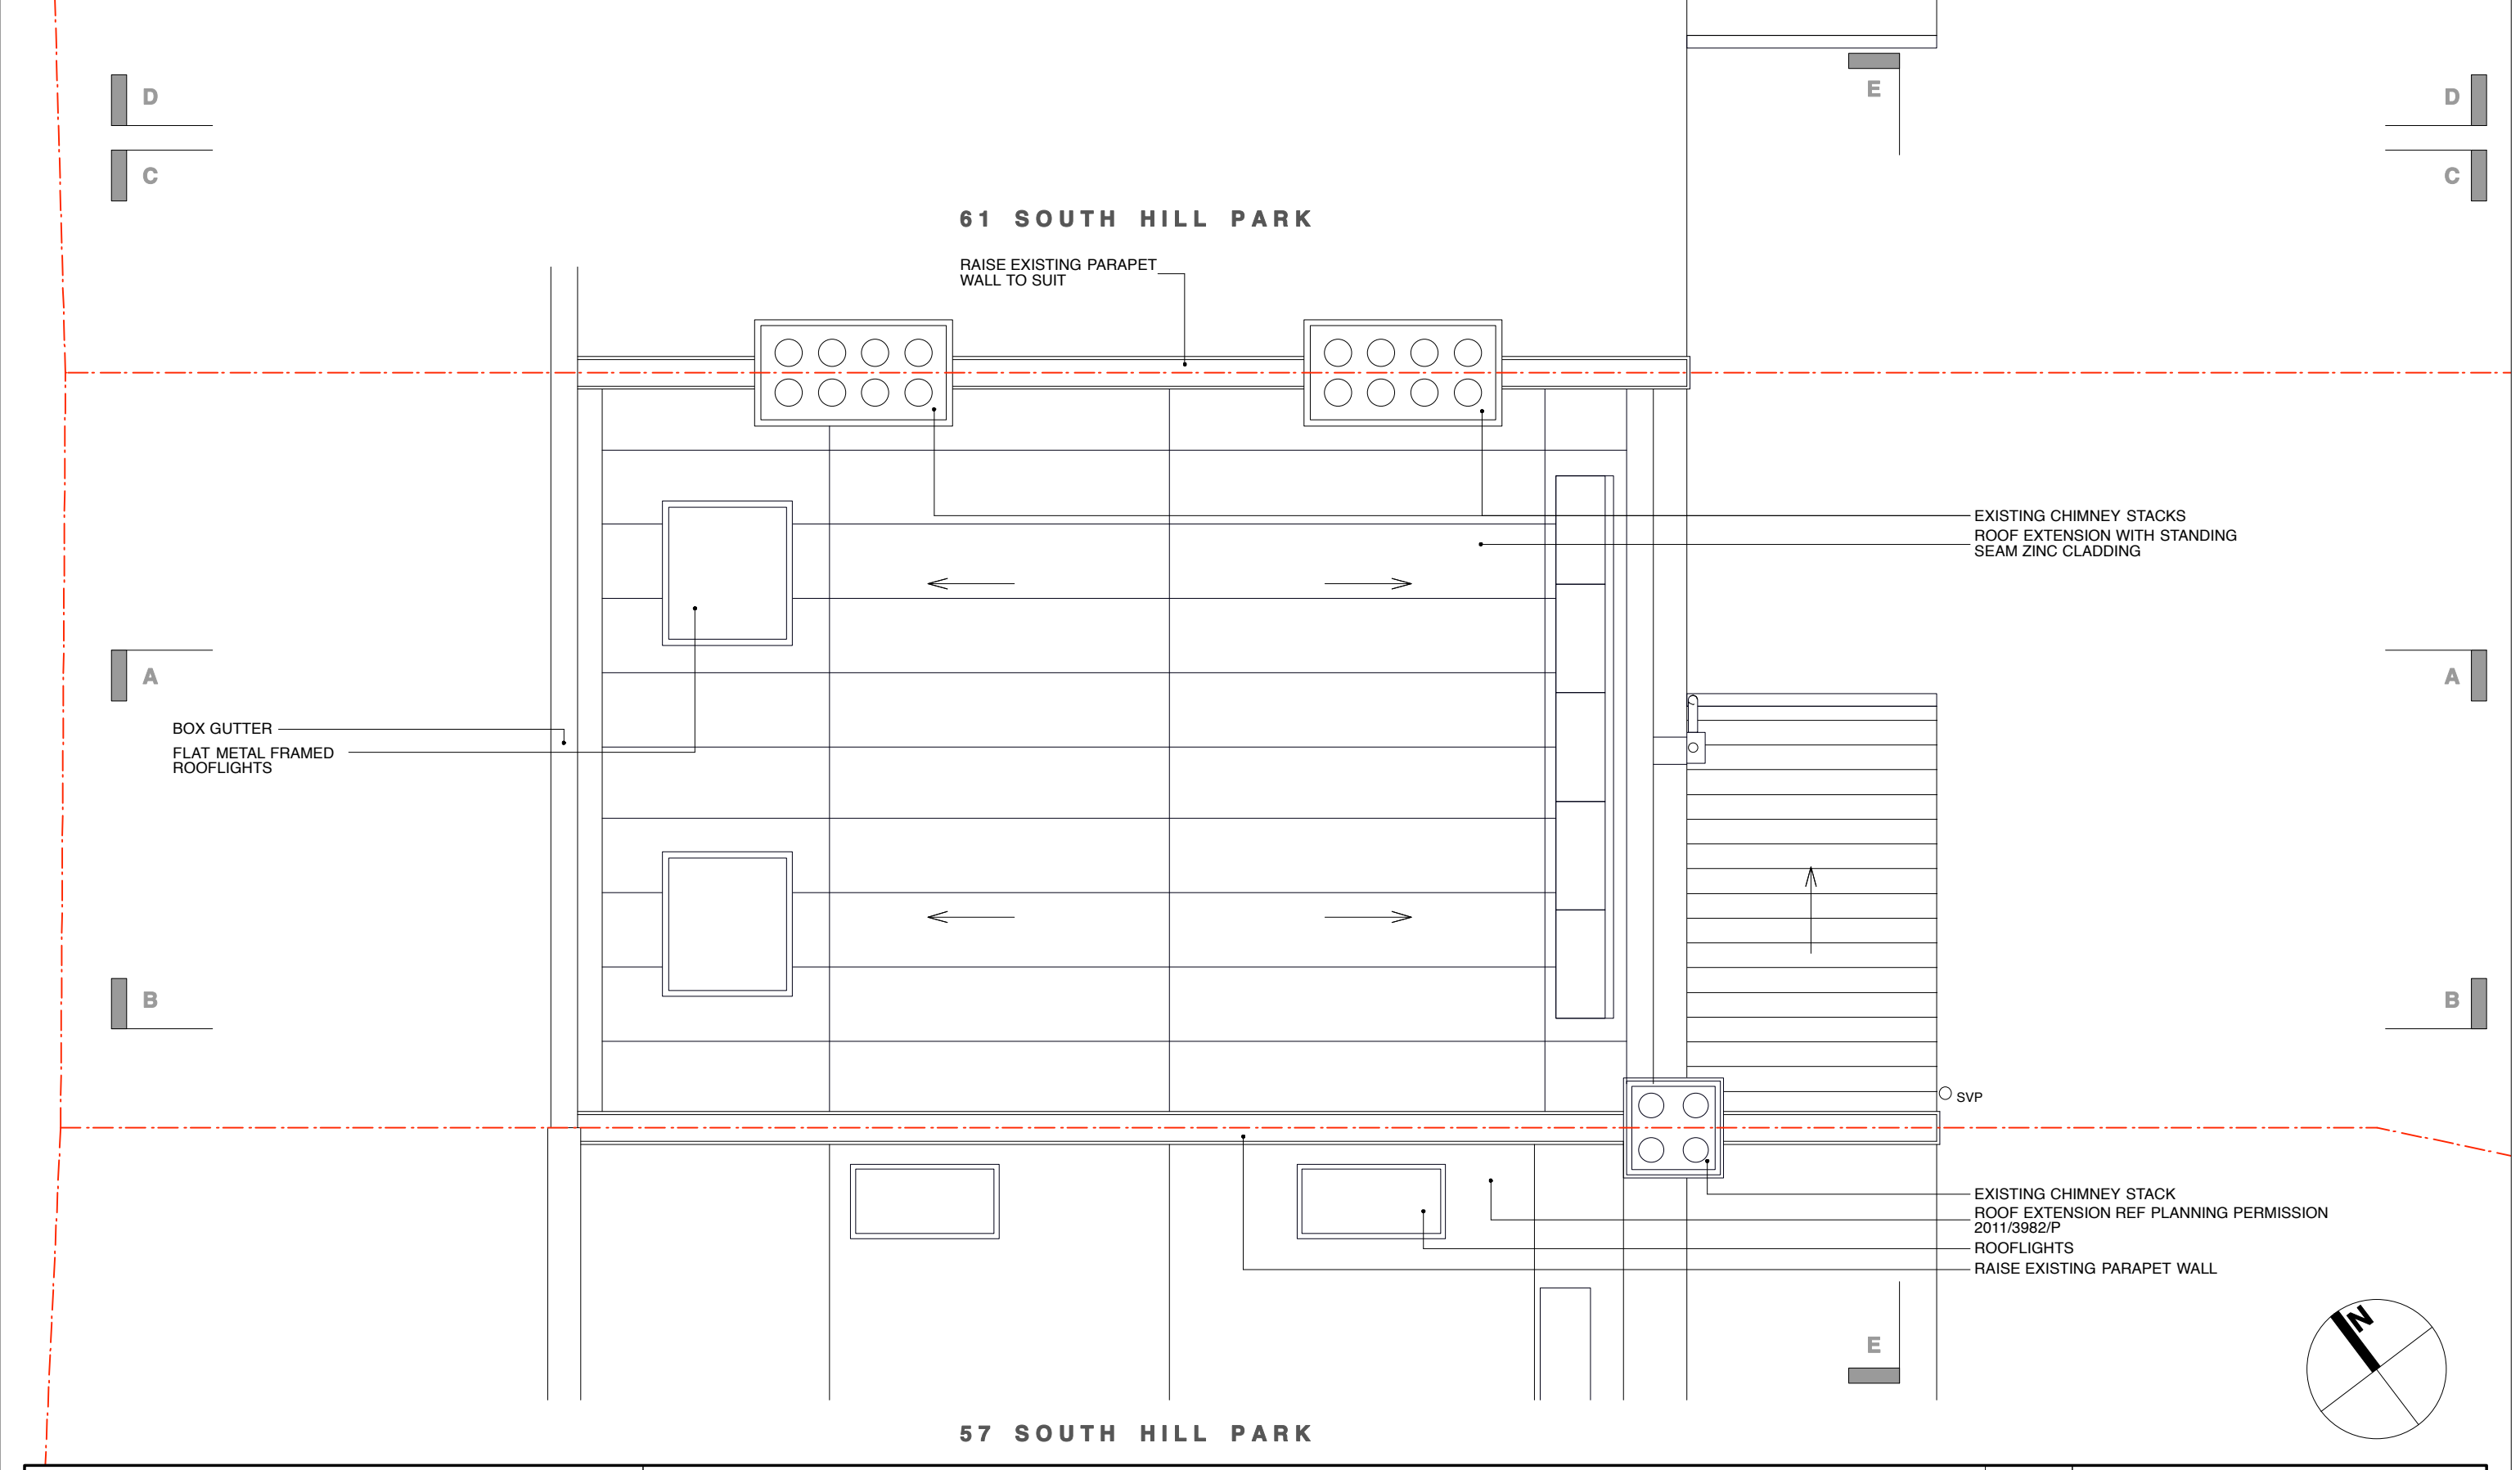 D
E
D
C
C
61 SOUTH HILL PARK
RAISE EXISTING PARAPET
WALL TO SUIT
EXISTING CHIMNEY STACKS
ROOF EXTENSION WITH STANDING
SEAM ZINC CLADDING
A
A
BOX GUTTER
FLAT METAL FRAMED
ROOFLIGHTS
B
B
SVP
EXISTING CHIMNEY STACK
ROOF EXTENSION REF PLANNING PERMISSION
2011/3982/P
ROOFLIGHTS
RAISE EXISTING PARAPET WALL
N
E
57 SOUTH HILL PARK